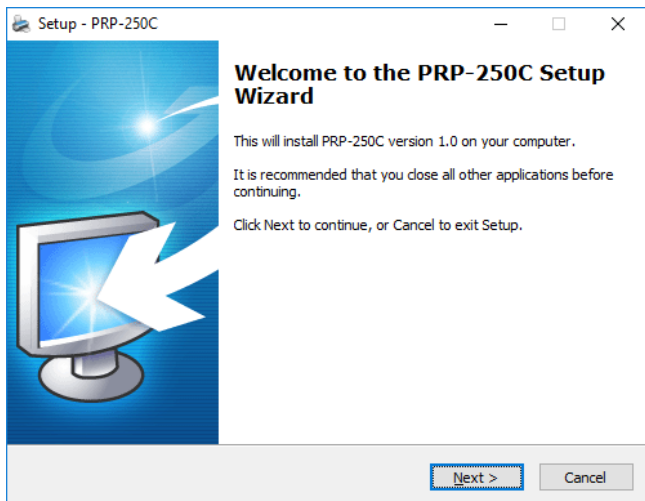 Setup - PRP-250C
Welcome to the PRP-250C Setup
Wizard
This will install PRP-250C version 1.0 on your computer.
It is recommended that you close all other applications before
continuing.
Click Next to continue, or Cancel to exit Setup.
Next >
Cancel